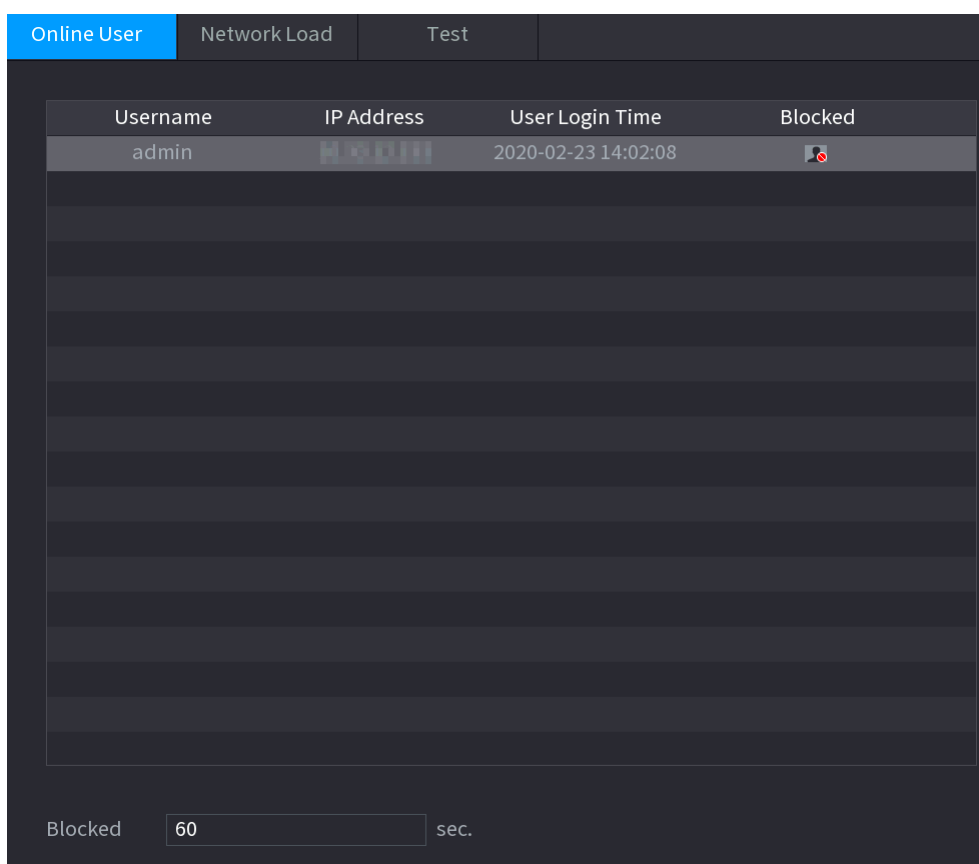 Online User Network Load Test
Username IP Address User Login Time Blocked
admin 2020-02-23 14:02:08
Blocked 60 sec.